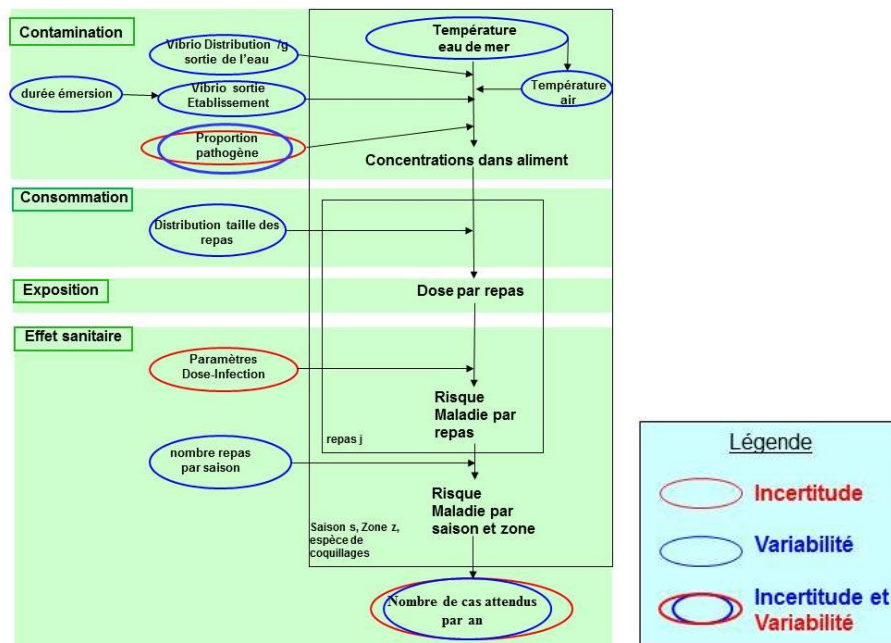 Contamination
Vibrio Distribution /g
sortie de l'eau
Température
eau de mer
durée émersion
Vibrio sortie
Etablissement
Température
air
Proportion
pathogène
Concentrations dans aliment
Consommation
Distribution taille des
repas
Exposition
Dose par repas
Effet sanitaire
Paramètres
Dose-Infection
Risque
Maladie par
repas
repas j
nombre repas
par saison
Risque
Maladie par
saison et zone
Saison s, Zone z,
espèce de
coquillages
Nombre de cas attendus
par an
Légende
Incertitude
Variabilité
Incertitude et
Variabilité